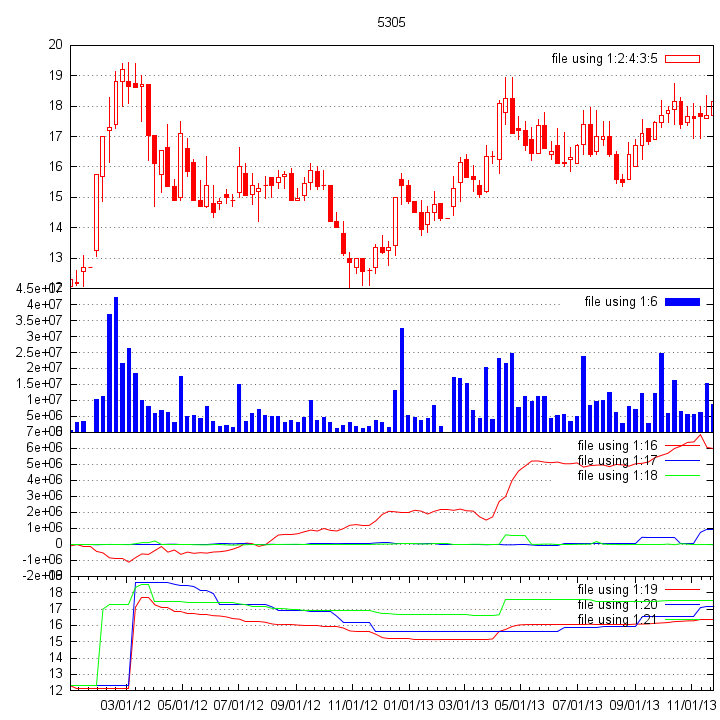 5305
20
file using 1:2:4:3:5
19
18
17
16
15
14
13
12
4.5e+07
file using 1:6
4e+07
3.5e+07
3e+07
2.5e+07
2e+07
1.5e+07
1e+07
5e+06
7e+06
file using 1:16
6e+06
file using 1:17
5e+06
file using 1:18
4e+06
3e+06
2e+06
1e+06
0
-1e+06
-2e+06
file using 1:19
18
file using 1:20
17
file using 1:21
16
15
14
13
12
03/01/12 05/01/12 07/01/12 09/01/12 11/01/12 01/01/13 03/01/13 05/01/13 07/01/13 09/01/13 11/01/13